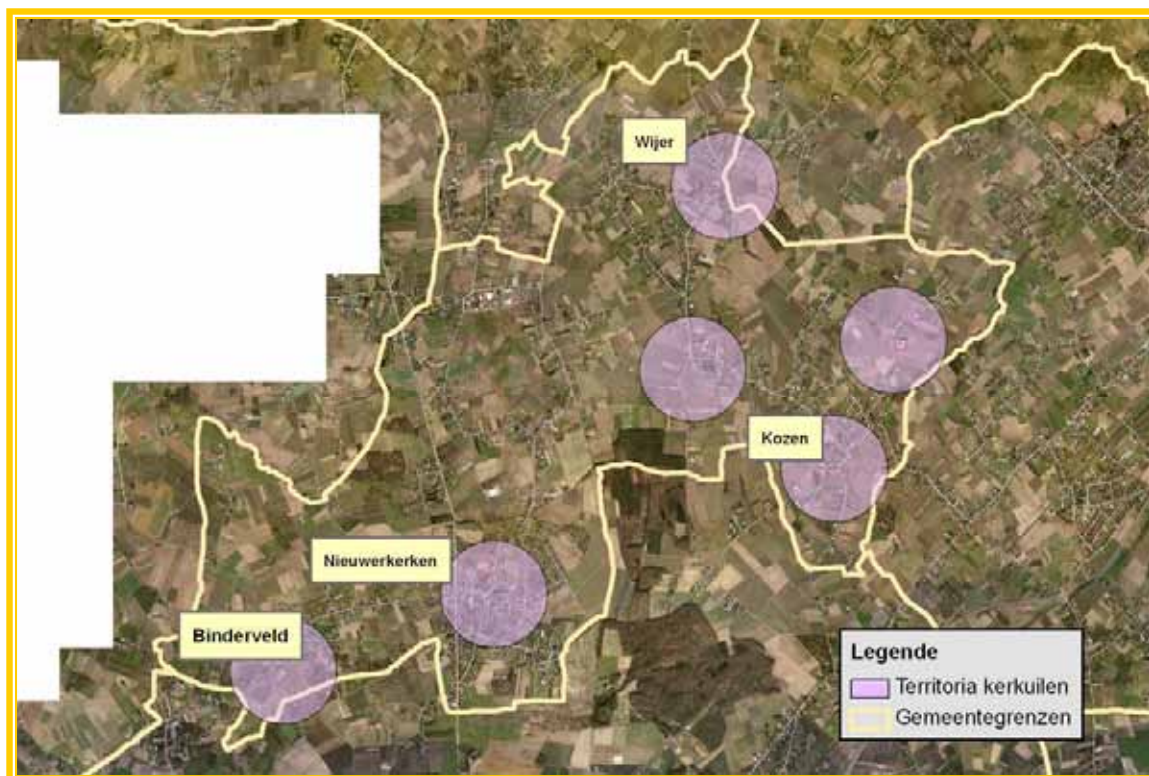 Wijer
Kozen
Nieuwerkerken
Binderveld
Legende
Territoria kerkuilen
Gemeentegrenzen